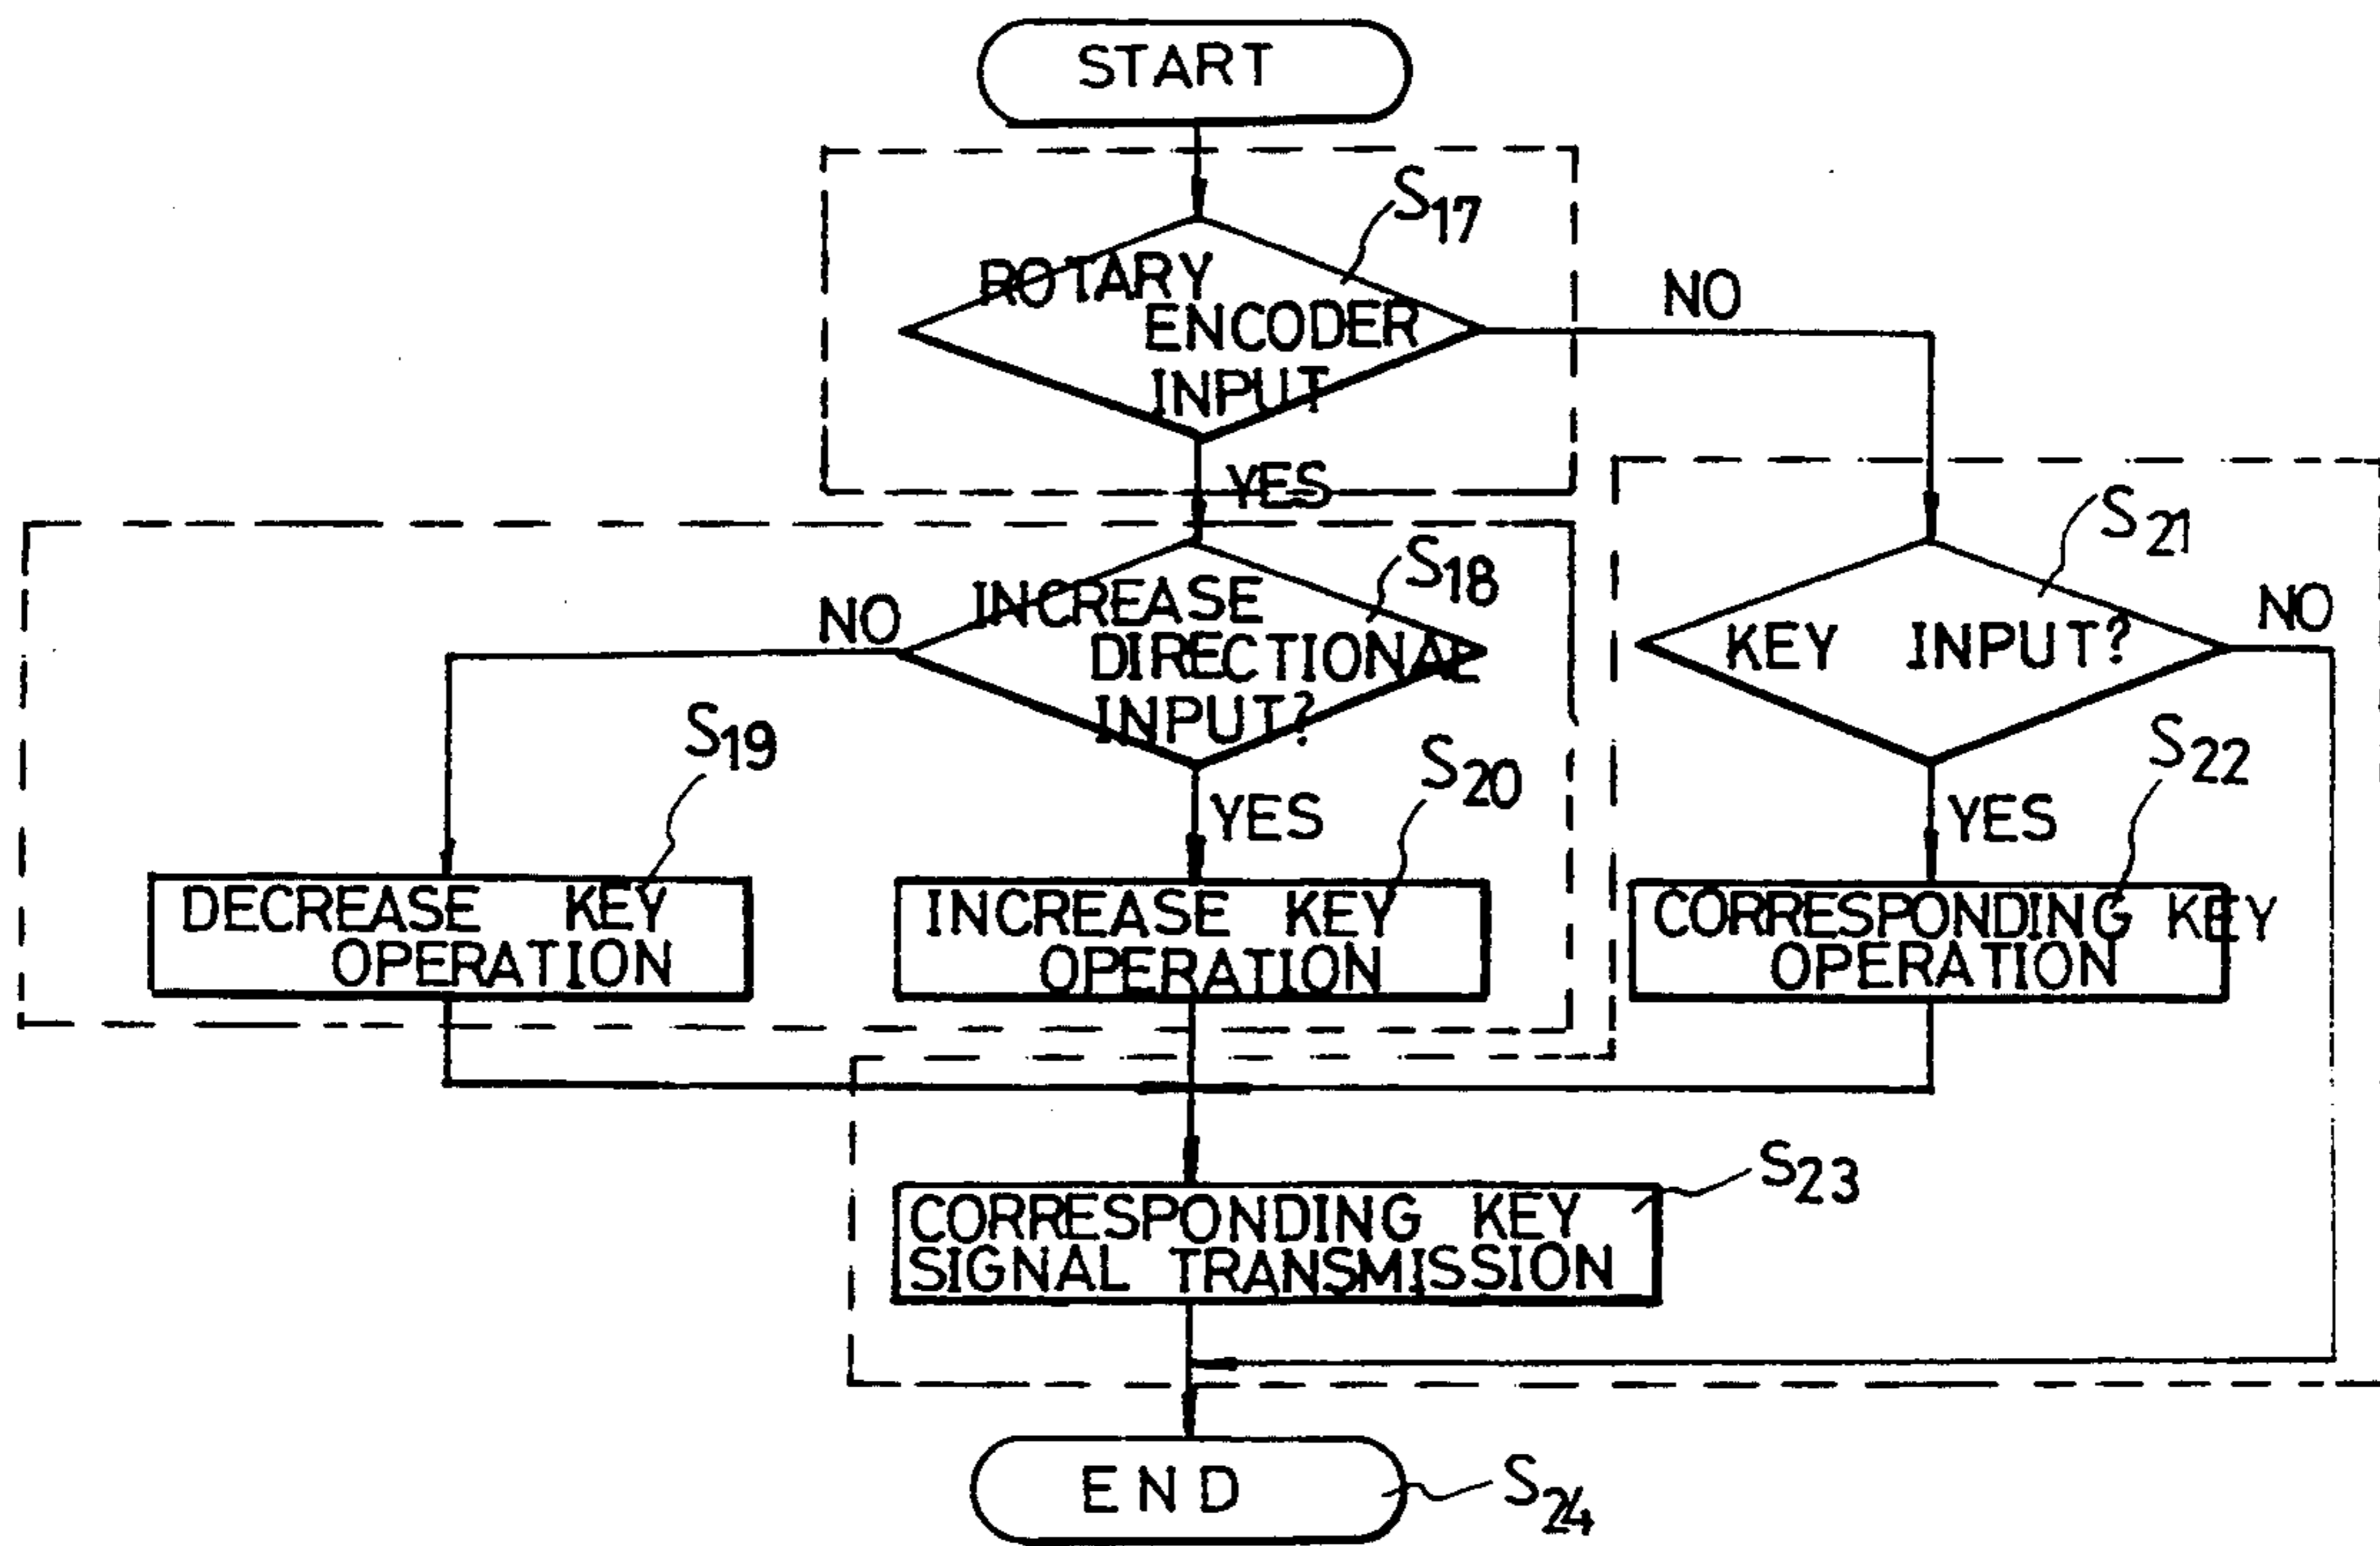 START
S17
ROTARY
ENCODER
INPUT
NO
YES
S18
INCREASE
DIRECTIONAL
INPUT?
NO
S21
KEY INPUT?
NO
S19
S20
YES
S22
YES
DECREASE KEY
OPERATION
INCREASE KEY
OPERATION
CORRESPONDING KEY
OPERATION
S23
CORRESPONDING KEY
SIGNAL TRANSMISSION
END
S24